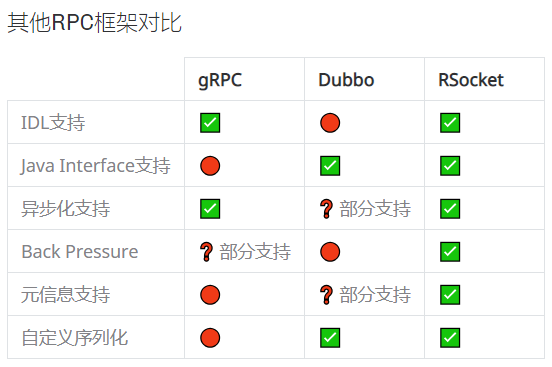 其他RPC框架对比
gRPC Dubbo RSocket
IDL支持 ✅ 🔴 ✅
Java Interface支持 🔴 ✅ ✅
异步化支持 ✅ ❓ 部分支持 ✅
Back Pressure ❓ 部分支持 🔴 ✅
元信息支持 🔴 ❓ 部分支持 ✅
自定义序列化 🔴 ✅ ✅